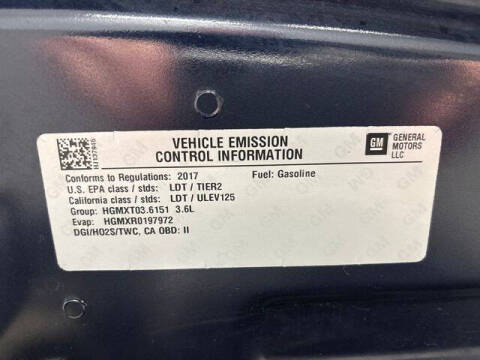 VEHICLE EMISSION
CONTROL INFORMATION
GM
GENERAL
MOTORS
LLC
Conforms to Regulations: 2017 Fuel: Gasoline
U.S. EPA class / stds: LDT / TIER2
California class / stds: LDT / ULEV125
Group: HGMXT03.6151 3.6L
Evap: HGMXR0197972
DGI/HO2S/TWC, CA OBD: II